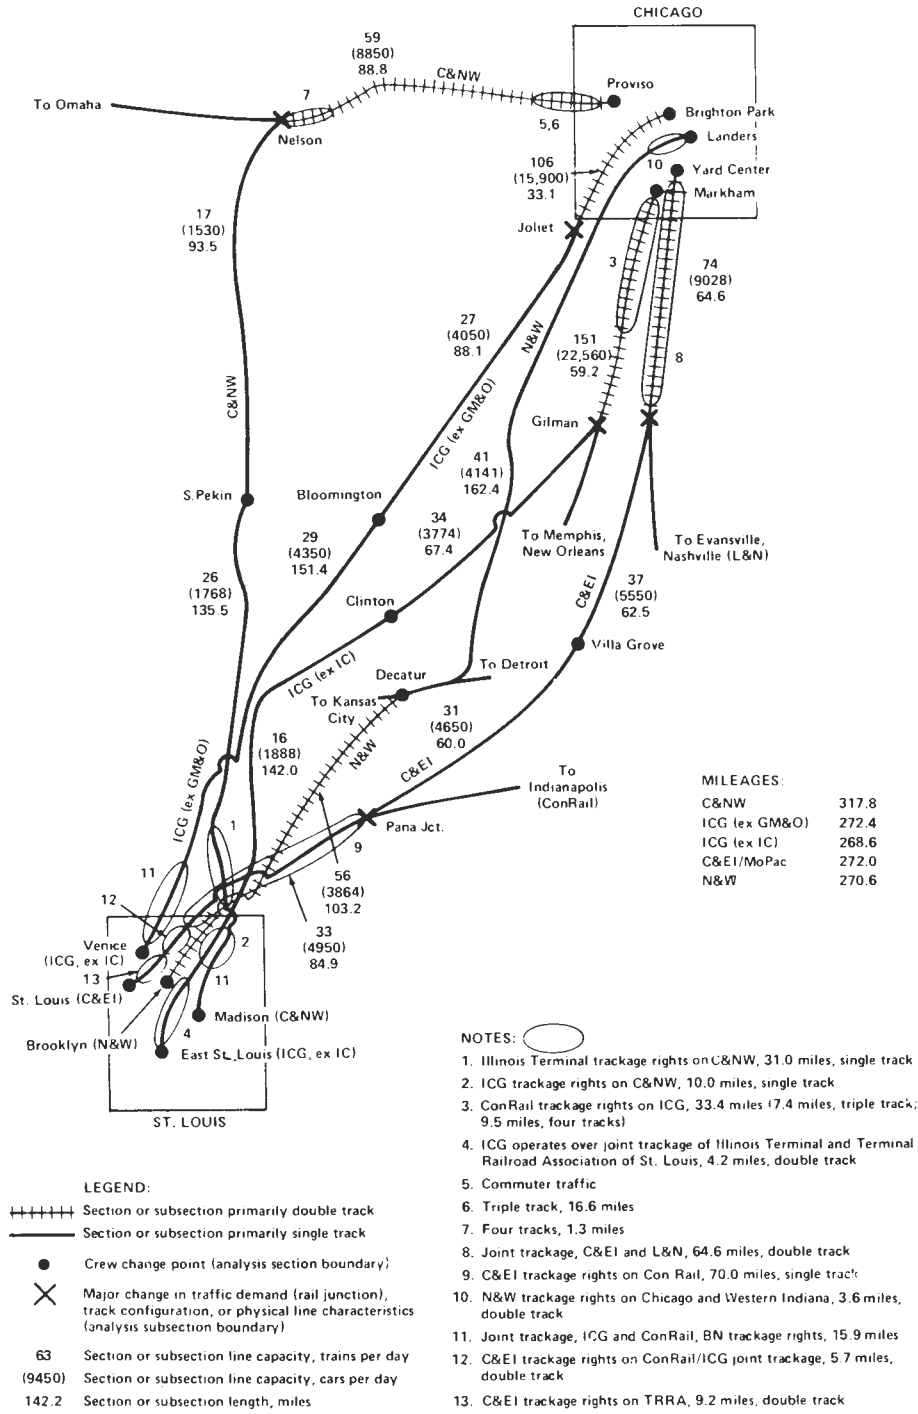 CHICAGO
59
(8850)
88.8
C&NW
Proviso
7
To Omaha
5,6
Brighton Park
Nelson
Landers
106
(15,900)
33.1
10
Yard Center
Markham
17
(1530)
93.5
Joliet
3
74
(9028)
64.6
27
(4050)
88.1
N&W
151
(22,560)
59.2
8
C&NW
ICG (ex GM&O)
Gilman
41
(4141)
162.4
S.Pekin
Bloomington
34
(3774)
67.4
29
(4350)
151.4
To Memphis,
New Orleans
To Evansville,
Nashville (L&N)
26
(1768)
135.5
37
(5550)
62.5
C&EI
Clinton
Villa Grove
ICG (ex IC)
Decatur
To Detroit
To Kansas
City
31
(4650)
60.0
16
(1888)
142.0
N&W
C&EI
To
Indianapolis
(ConRail)
ICG (ex GM&O)
MILEAGES:
C&NW 317.8
ICG (ex GM&O) 272.4
ICG (ex IC) 268.6
C&EI/MoPac 272.0
N&W 270.6
1
Pana Jct.
9
11
56
(3864)
103.2
12
33
(4950)
84.9
2
Venice
(ICG, ex IC)
13
11
St. Louis (C&EI)
Madison (C&NW)
4
Brooklyn (N&W)
East St. Louis (ICG, ex IC)
ST. LOUIS
NOTES:
1. Illinois Terminal trackage rights on C&NW, 31.0 miles, single track
2. ICG trackage rights on C&NW, 10.0 miles, single track
3. ConRail trackage rights on ICG, 33.4 miles (7.4 miles, triple track;
9.5 miles, four tracks)
4. ICG operates over joint trackage of Illinois Terminal and Terminal
Railroad Association of St. Louis, 4.2 miles, double track
5. Commuter traffic
6. Triple track, 16.6 miles
7. Four tracks, 1.3 miles
8. Joint trackage, C&EI and L&N, 64.6 miles, double track
9. C&EI trackage rights on Con Rail, 70.0 miles, single track
10. N&W trackage rights on Chicago and Western Indiana, 3.6 miles,
double track
11. Joint trackage, ICG and ConRail, BN trackage rights, 15.9 miles
12. C&EI trackage rights on ConRail/ICG joint trackage, 5.7 miles,
double track
13. C&EI trackage rights on TRRA, 9.2 miles, double track
LEGEND:
Section or subsection primarily double track
Section or subsection primarily single track
Crew change point (analysis section boundary)
Major change in traffic demand (rail junction),
track configuration, or physical line characteristics
(analysis subsection boundary)
63 Section or subsection line capacity, trains per day
(9450) Section or subsection line capacity, cars per day
142.2 Section or subsection length, miles